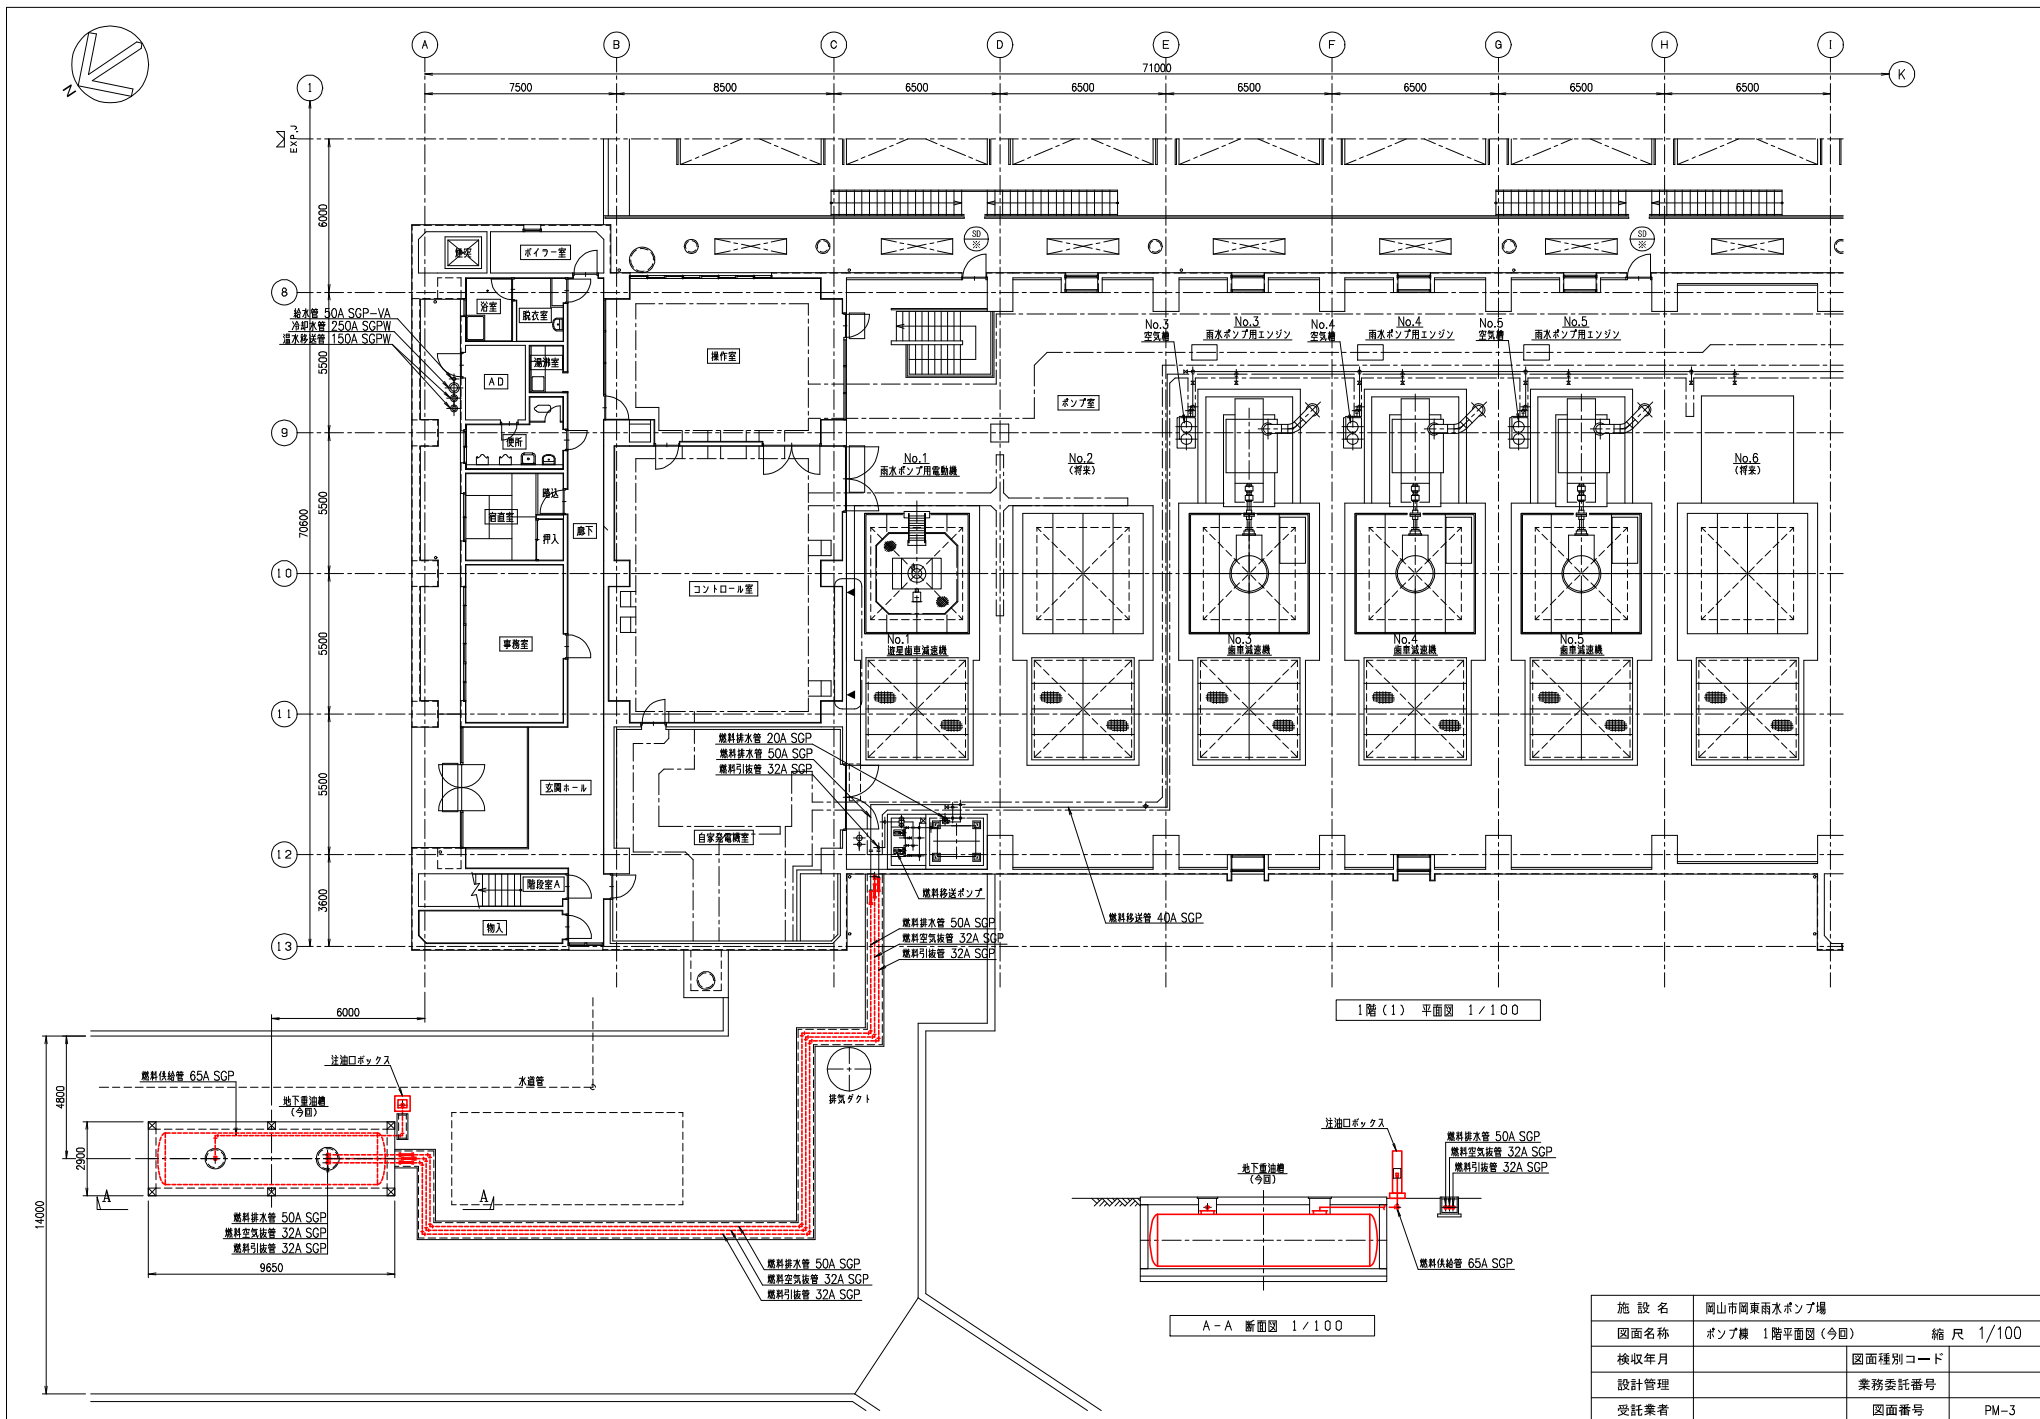 A
B
C
D
E
F
G
H
I
K
71000
7500
8500
6500
6500
6500
6500
6500
6500
N
1
EXP.J
6000
8
5500
9
5500
70600
10
5500
11
5500
12
3600
13
煙突
ボイラー室
SD
※
SD
※
浴室
脱衣室
給水管 50A SGP-VA
冷却水管 250A SGPW
温水移送管 150A SGPW
湯沸室
AD
操作室
便所
踏込
宿直室
押入
廊下
コントロール室
事務室
玄関ホール
自家発電機室
階段室A
物入
ポンプ室
No.3
空気槽
No.3
雨水ポンプ用エンジン
No.4
空気槽
No.4
雨水ポンプ用エンジン
No.5
空気槽
No.5
雨水ポンプ用エンジン
No.1
雨水ポンプ用電動機
No.2
(将来)
No.6
(将来)
No.1
遊星歯車減速機
No.3
歯車減速機
No.4
歯車減速機
No.5
歯車減速機
燃料排水管 20A SGP
燃料排水管 50A SGP
燃料引抜管 32A SGP
燃料移送ポンプ
燃料移送管 40A SGP
燃料排水管 50A SGP
燃料空気抜管 32A SGP
燃料引抜管 32A SGP
1階(1) 平面図 1/100
6000
注油口ボックス
燃料供給管 65A SGP
水道管
地下重油槽
(今回)
排気ダクト
4800
2900
14000
A
A
燃料排水管 50A SGP
燃料空気抜管 32A SGP
燃料引抜管 32A SGP
9650
燃料排水管 50A SGP
燃料空気抜管 32A SGP
燃料引抜管 32A SGP
注油口ボックス
地下重油槽
(今回)
燃料排水管 50A SGP
燃料空気抜管 32A SGP
燃料引抜管 32A SGP
燃料供給管 65A SGP
A-A 断面図 1/100
施設名 岡山市岡東雨水ポンプ場
図面名称 ポンプ棟 1階平面図(今回) 縮尺 1/100
検収年月 図面種別コード
設計管理 業務委託番号
受託業者 図面番号 PM-3